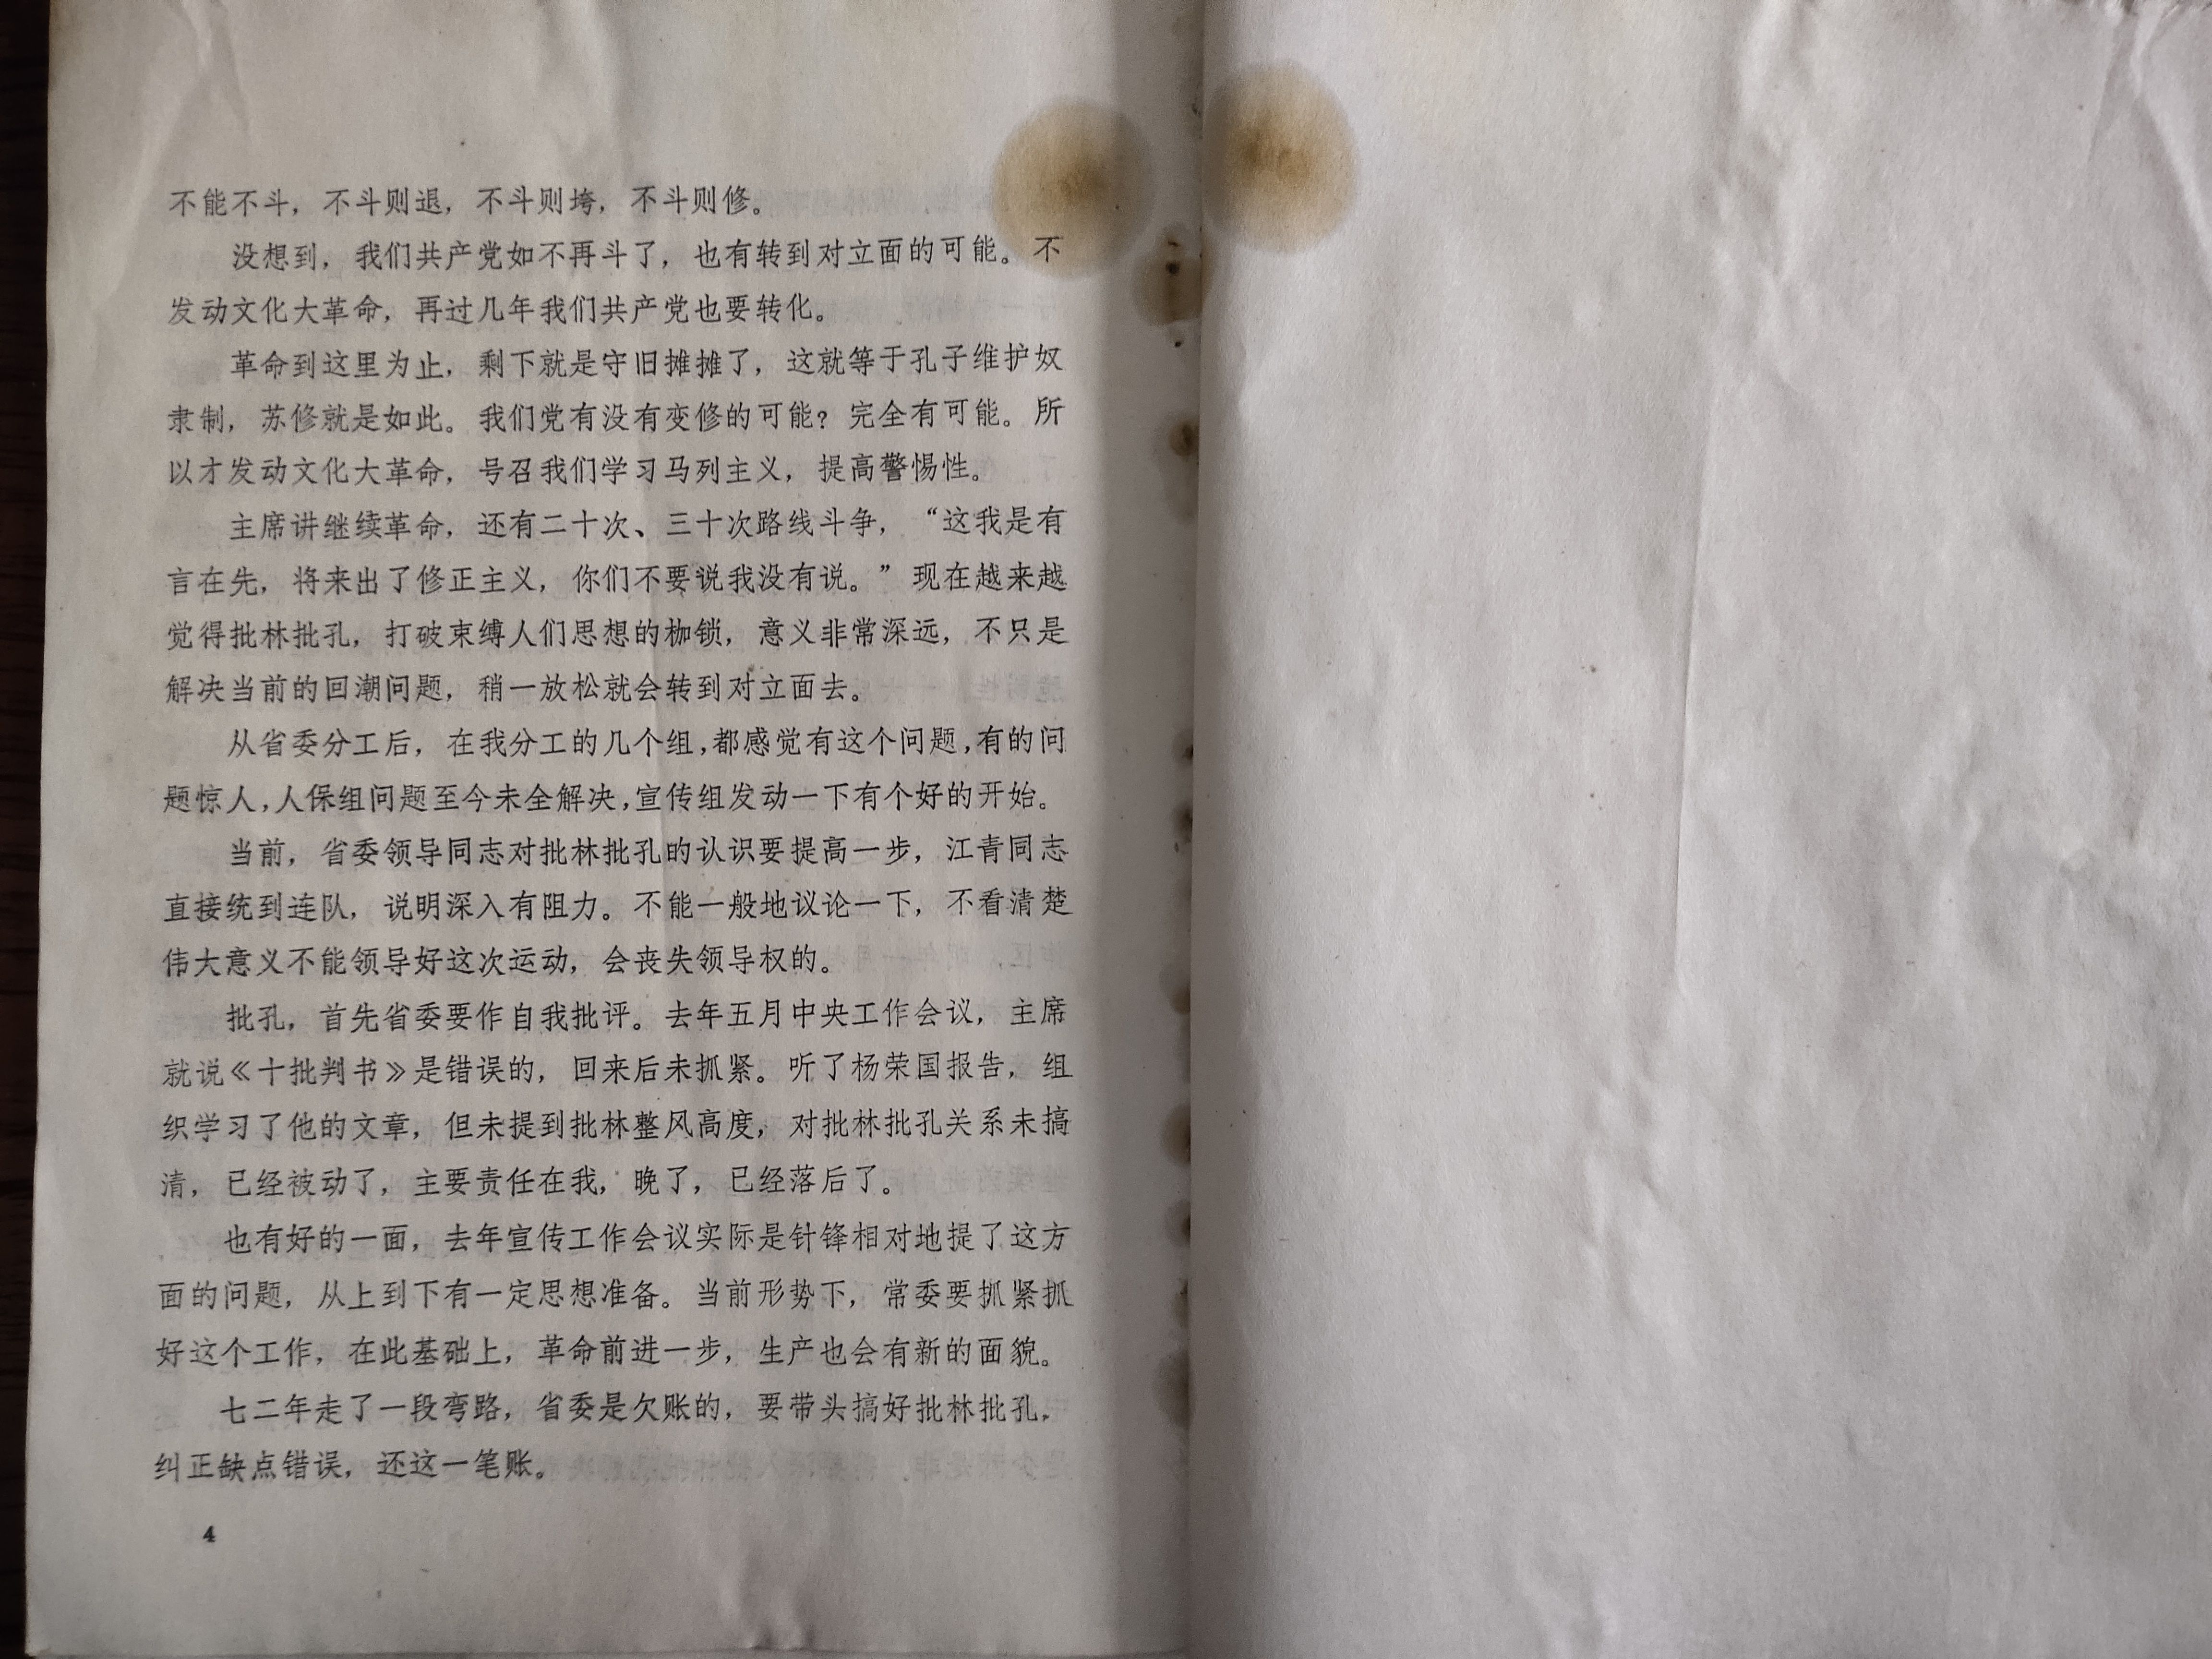 不能不斗，不斗则退，不斗则垮，不斗则修。
没想到，我们共产党如不再斗了，也有转到对立面的可能。不
发动文化大革命，再过几年我们共产党也要转化。
革命到这里为止，剩下就是守旧摊摊了，这就等于孔子维护奴
隶制，苏修就是如此。我们党有没有变修的可能？完全有可能。所
以才发动文化大革命，号召我们学习马列主义，提高警惕性。
主席讲继续革命，还有二十次、三十次路线斗争，“这我是有
言在先，将来出了修正主义，你们不要说我没有说。”现在越来越
觉得批林批孔，打破束缚人们思想的枷锁，意义非常深远，不只是
解决当前的回潮问题，稍一放松就会转到对立面去。
从省委分工后，在我分工的几个组，都感觉有这个问题，有的问
题惊人，人保组问题至今未全解决，宣传组发动一下有个好的开始。
当前，省委领导同志对批林批孔的认识要提高一步，江青同志
直接统到连队，说明深入有阻力。不能一般地议论一下，不看清楚
伟大意义不能领导好这次运动，会丧失领导权的。
批孔，首先省委要作自我批评。去年五月中央工作会议，主席
就说《十批判书》是错误的，回来后未抓紧。听了杨荣国报告，组
织学习了他的文章，但未提到批林整风高度，对批林批孔关系未搞
清，已经被动了，主要责任在我，晚了，已经落后了。
也有好的一面，去年宣传工作会议实际是针锋相对地提了这方
面的问题，从上到下有一定思想准备。当前形势下，常委要抓紧抓
好这个工作，在此基础上，革命前进一步，生产也会有新的面貌。
七二年走了一段弯路，省委是欠账的，要带头搞好批林批孔，
纠正缺点错误，还这一笔账。
4